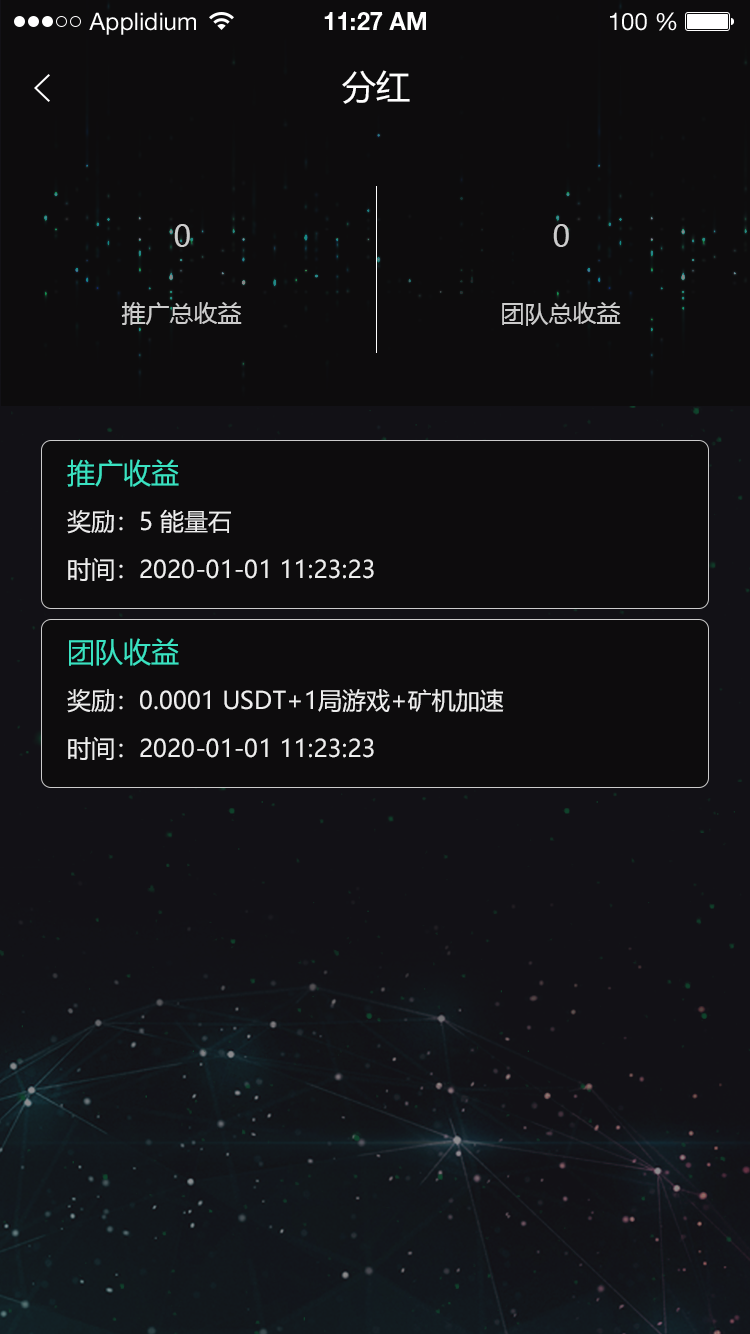 Applidium 11:27 AM 100 %
分红
0 0
推广总收益 团队总收益
推广收益
奖励：5 能量石
时间：2020-01-01 11:23:23
团队收益
奖励：0.0001 USDT+1局游戏+矿机加速
时间：2020-01-01 11:23:23